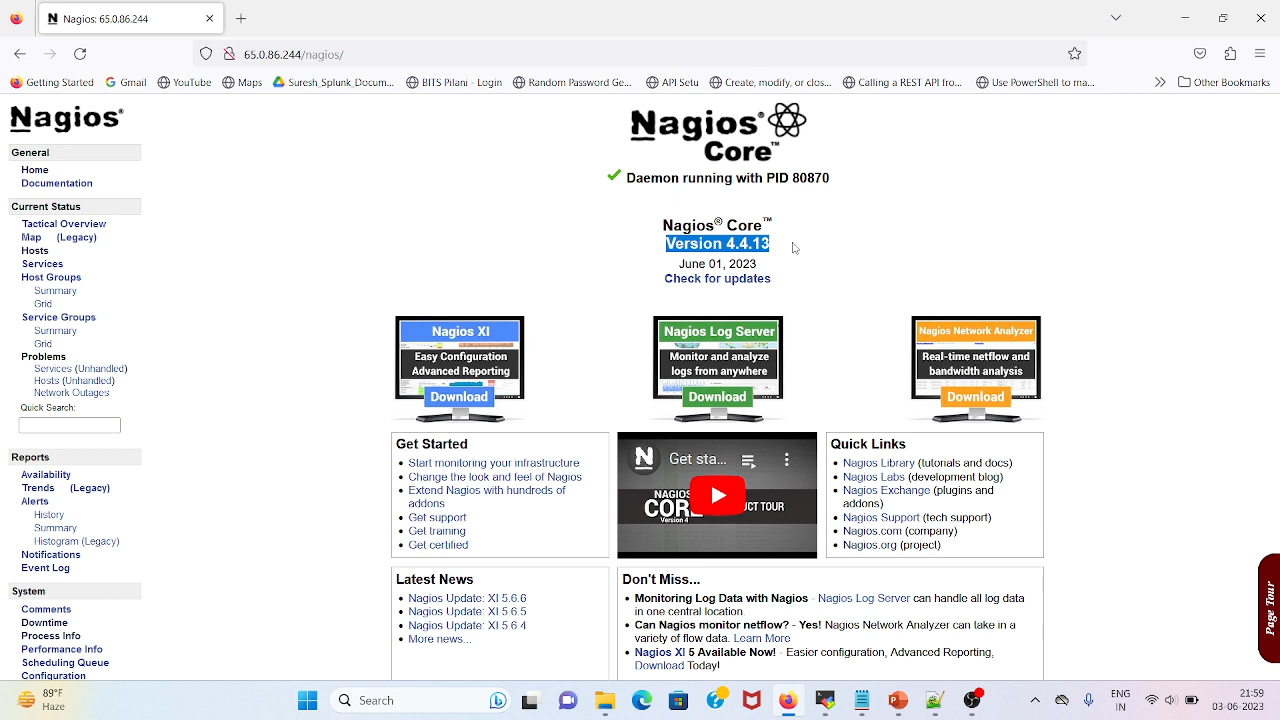 Nagios: 65.0.86.244
65.0.86.244/nagios/
Getting Started
Gmail
YouTube
Maps
Suresh_Splunk_Docum...
BITS Pilani - Login
Random Password Ge...
API Setu
Create, modify, or clos...
Calling a REST API fro...
Use PowerShell to ma...
Other Bookmarks
Nagios®
General
Home
Documentation
Current Status
Tactical Overview
Map (Legacy)
Hosts
Services
Host Groups
Summary
Grid
Service Groups
Summary
Grid
Problems
Services (Unhandled)
Hosts (Unhandled)
Network Outages
Quick Search:
Reports
Availability
Trends (Legacy)
Alerts
History
Summary
Histogram (Legacy)
Notifications
Event Log
System
Comments
Downtime
Process Info
Performance Info
Scheduling Queue
Configuration
Nagios®
Core™
Daemon running with PID 80870
Nagios® Core™
Version 4.4.13
June 01, 2023
Check for updates
Nagios XI
Easy Configuration
Advanced Reporting
Download
Nagios Log Server
Monitor and analyze
logs from anywhere
Download
Nagios Network Analyzer
Real-time netflow and
bandwidth analysis
Download
Get Started
• Start monitoring your infrastructure
• Change the look and feel of Nagios
• Extend Nagios with hundreds of
addons
• Get support
• Get training
• Get certified
N Get sta...
NAGIOS
CORE
Version 4
UCT TOUR
Quick Links
• Nagios Library (tutorials and docs)
• Nagios Labs (development blog)
• Nagios Exchange (plugins and
addons)
• Nagios Support (tech support)
• Nagios.com (company)
• Nagios.org (project)
Latest News
• Nagios Update: XI 5.6.6
• Nagios Update: XI 5.6.5
• Nagios Update: XI 5.6.4
• More news...
Don't Miss...
• Monitoring Log Data with Nagios - Nagios Log Server can handle all log data
in one central location.
• Can Nagios monitor netflow? - Yes! Nagios Network Analyzer can take in a
variety of flow data. Learn More
• Nagios XI 5 Available Now! - Easier configuration, Advanced Reporting,
Download Today!
Page Tour
89°F
Haze
Search
ENG
IN
21:59
03-06-2023